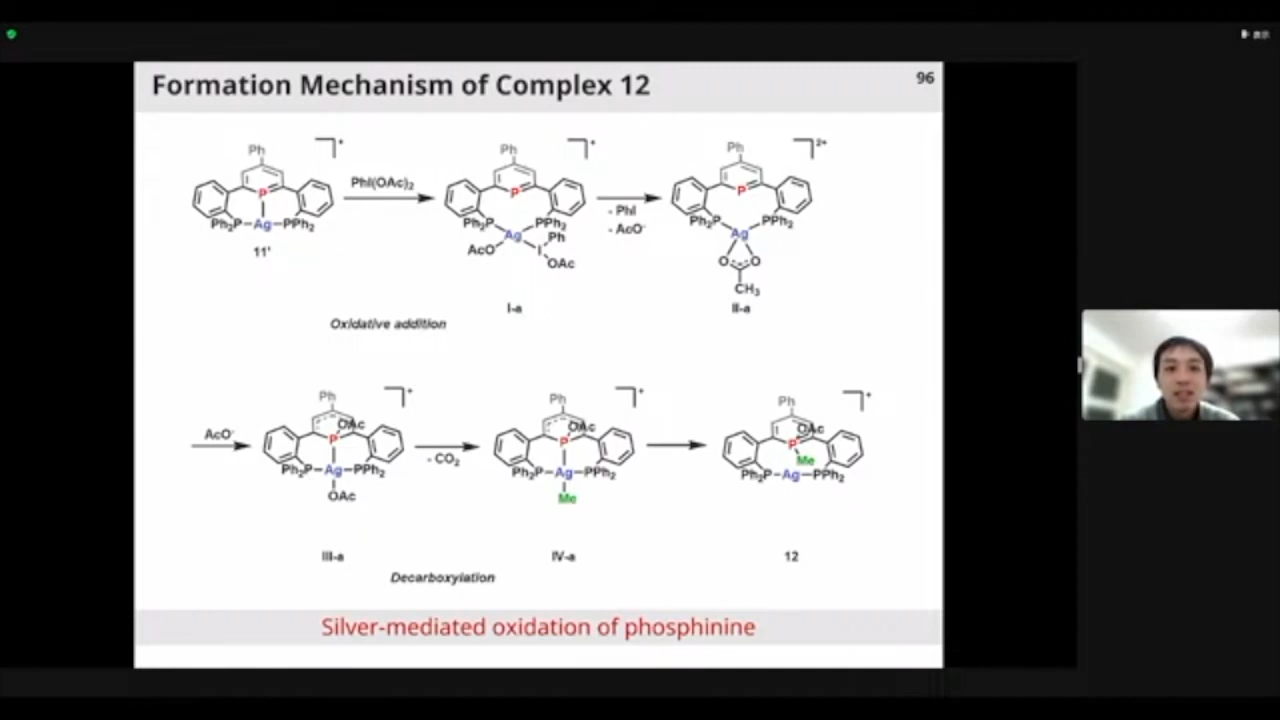 Formation Mechanism of Complex 12
96
Ph
Ph₂P Ag PPh₂
P
+
11'
PhI(OAc)₂
Ph
P
Ph₂P PPh₂
Ag Ph
AcO I
OAc
+
I-a
- PhI
- AcO⁻
Ph
P
Ph₂P PPh₂
Ag
O O
CH₃
2+
II-a
Oxidative addition
AcO⁻
Ph
OAc
P
Ph₂P Ag PPh₂
OAc
+
III-a
- CO₂
Ph
OAc
P
Ph₂P Ag PPh₂
Me
+
IV-a
Ph
OAc
P
Me
Ph₂P Ag PPh₂
+
12
Decarboxylation
Silver-mediated oxidation of phosphinine